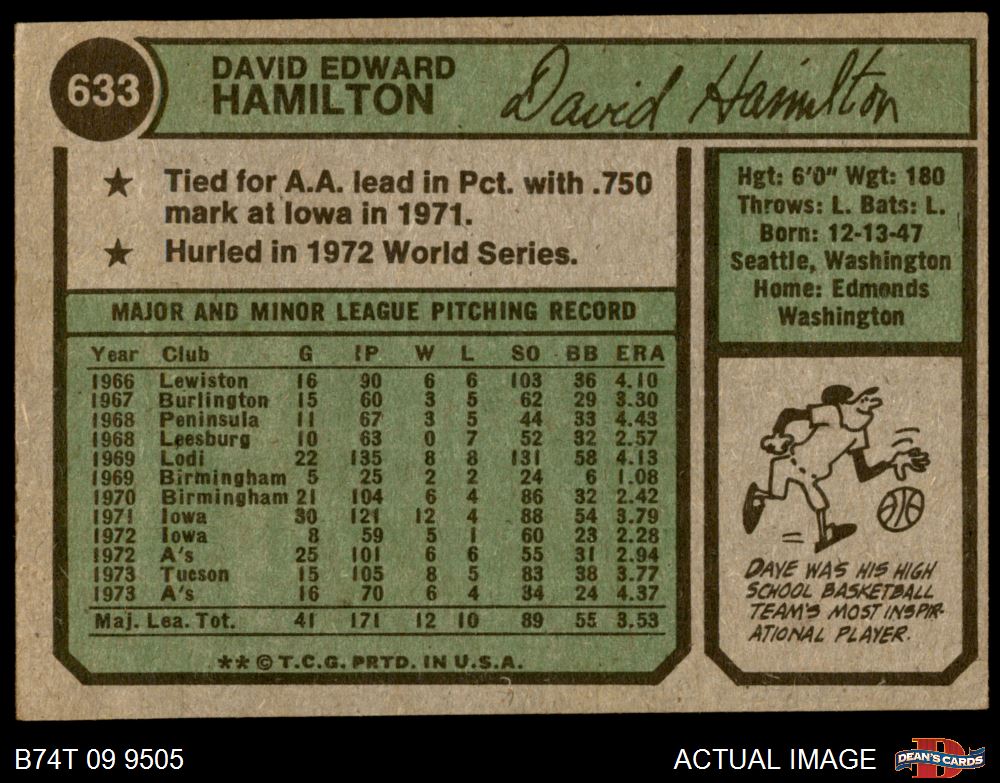 633
DAVID EDWARD
HAMILTON
David Hamilton
★ Tied for A.A. lead in Pct. with .750
mark at Iowa in 1971.
★ Hurled in 1972 World Series.
MAJOR AND MINOR LEAGUE PITCHING RECORD
Year Club G IP W L SO BB ERA
1966 Lewiston 16 90 6 6 103 36 4.10
1967 Burlington 15 60 3 5 62 29 3.30
1968 Peninsula 11 67 3 5 44 33 4.43
1968 Leesburg 10 63 0 7 52 32 2.57
1969 Lodi 22 135 8 8 131 58 4.13
1969 Birmingham 5 25 2 2 24 6 1.08
1970 Birmingham 21 104 6 4 86 32 2.42
1971 Iowa 30 121 12 4 88 54 3.79
1972 Iowa 8 59 5 1 60 23 2.28
1972 A's 25 101 6 6 55 31 2.94
1973 Tucson 15 105 8 5 83 38 3.77
1973 A's 16 70 6 4 34 24 4.37
Maj. Lea. Tot. 41 171 12 10 89 55 3.53
** © T.C.G. PRTD. IN U.S.A.
Hgt: 6'0" Wgt: 180
Throws: L. Bats: L.
Born: 12-13-47
Seattle, Washington
Home: Edmonds
Washington
DAVE WAS HIS HIGH
SCHOOL BASKETBALL
TEAM'S MOST INSPIR-
ATIONAL PLAYER.
B74T 09 9505
ACTUAL IMAGE
D
DEAN'S CARDS